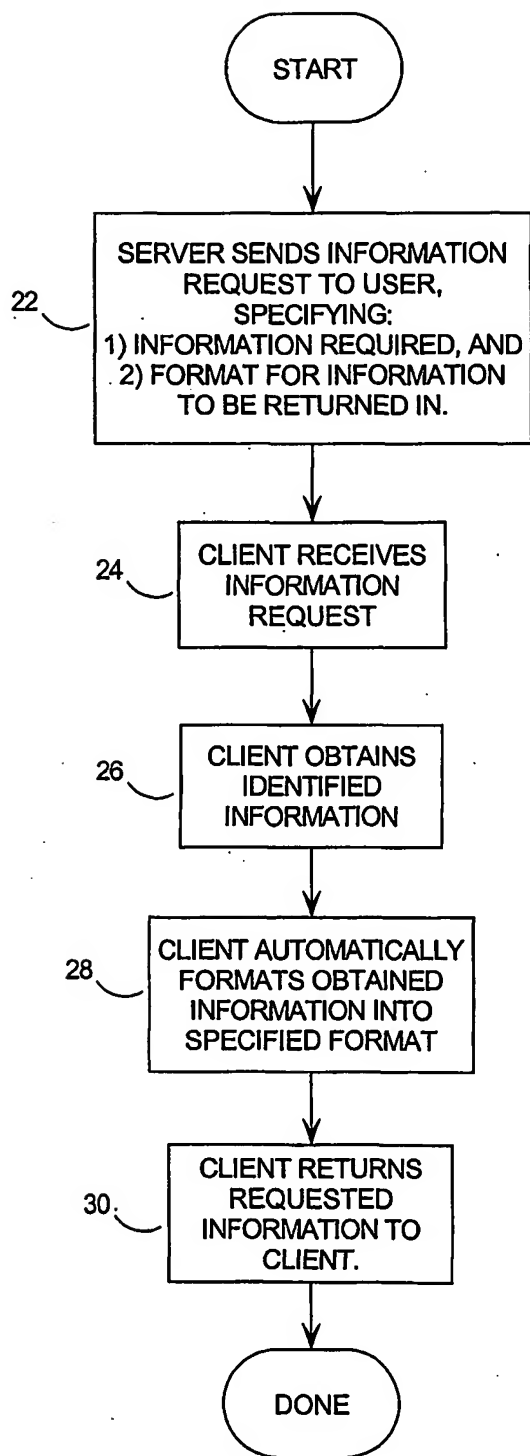 START
22
SERVER SENDS INFORMATION
REQUEST TO USER,
SPECIFYING:
1) INFORMATION REQUIRED, AND
2) FORMAT FOR INFORMATION
TO BE RETURNED IN.
24
CLIENT RECEIVES
INFORMATION
REQUEST
26
CLIENT OBTAINS
IDENTIFIED
INFORMATION
28
CLIENT AUTOMATICALLY
FORMATS OBTAINED
INFORMATION INTO
SPECIFIED FORMAT
30
CLIENT RETURNS
REQUESTED
INFORMATION TO
CLIENT.
DONE